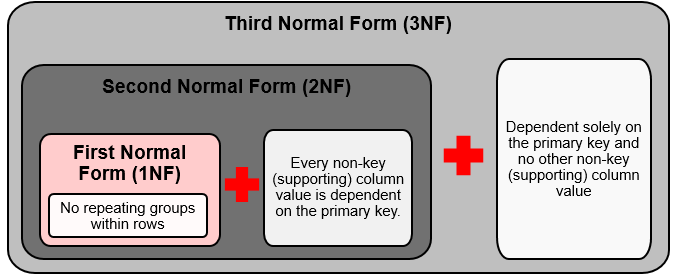 Third Normal Form (3NF)
Second Normal Form (2NF)
First Normal
Form (1NF)
No repeating groups
within rows
Every non-key
(supporting) column
value is dependent
on the primary key.
Dependent solely on
the primary key and
no other non-key
(supporting) column
value